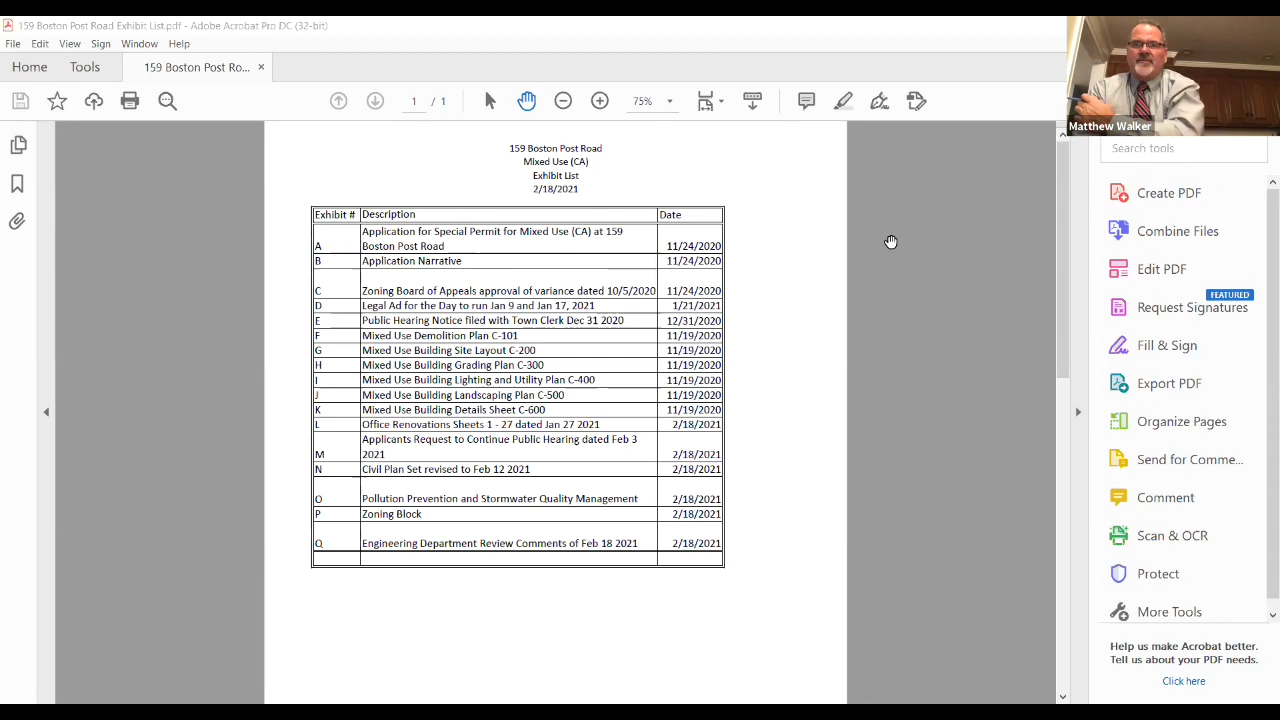 159 Boston Post Road Exhibit List.pdf - Adobe Acrobat Pro DC (32-bit)
File Edit View Sign Window Help
Home Tools 159 Boston Post Ro... ×
1 / 1 75%
Matthew Walker
159 Boston Post Road
Mixed Use (CA)
Exhibit List
2/18/2021
Exhibit # Description Date
Application for Special Permit for Mixed Use (CA) at 159
A Boston Post Road 11/24/2020
B Application Narrative 11/24/2020
C Zoning Board of Appeals approval of variance dated 10/5/2020 11/24/2020
D Legal Ad for the Day to run Jan 9 and Jan 17, 2021 1/21/2021
E Public Hearing Notice filed with Town Clerk Dec 31 2020 12/31/2020
F Mixed Use Demolition Plan C-101 11/19/2020
G Mixed Use Building Site Layout C-200 11/19/2020
H Mixed Use Building Grading Plan C-300 11/19/2020
I Mixed Use Building Lighting and Utility Plan C-400 11/19/2020
J Mixed Use Building Landscaping Plan C-500 11/19/2020
K Mixed Use Building Details Sheet C-600 11/19/2020
L Office Renovations Sheets 1 - 27 dated Jan 27 2021 2/18/2021
Applicants Request to Continue Public Hearing dated Feb 3
M 2021 2/18/2021
N Civil Plan Set revised to Feb 12 2021 2/18/2021
O Pollution Prevention and Stormwater Quality Management 2/18/2021
P Zoning Block 2/18/2021
Q Engineering Department Review Comments of Feb 18 2021 2/18/2021
Search tools
Create PDF
Combine Files
Edit PDF
FEATURED
Request Signatures
Fill & Sign
Export PDF
Organize Pages
Send for Comme...
Comment
Scan & OCR
Protect
More Tools
Help us make Acrobat better.
Tell us about your PDF needs.
Click here